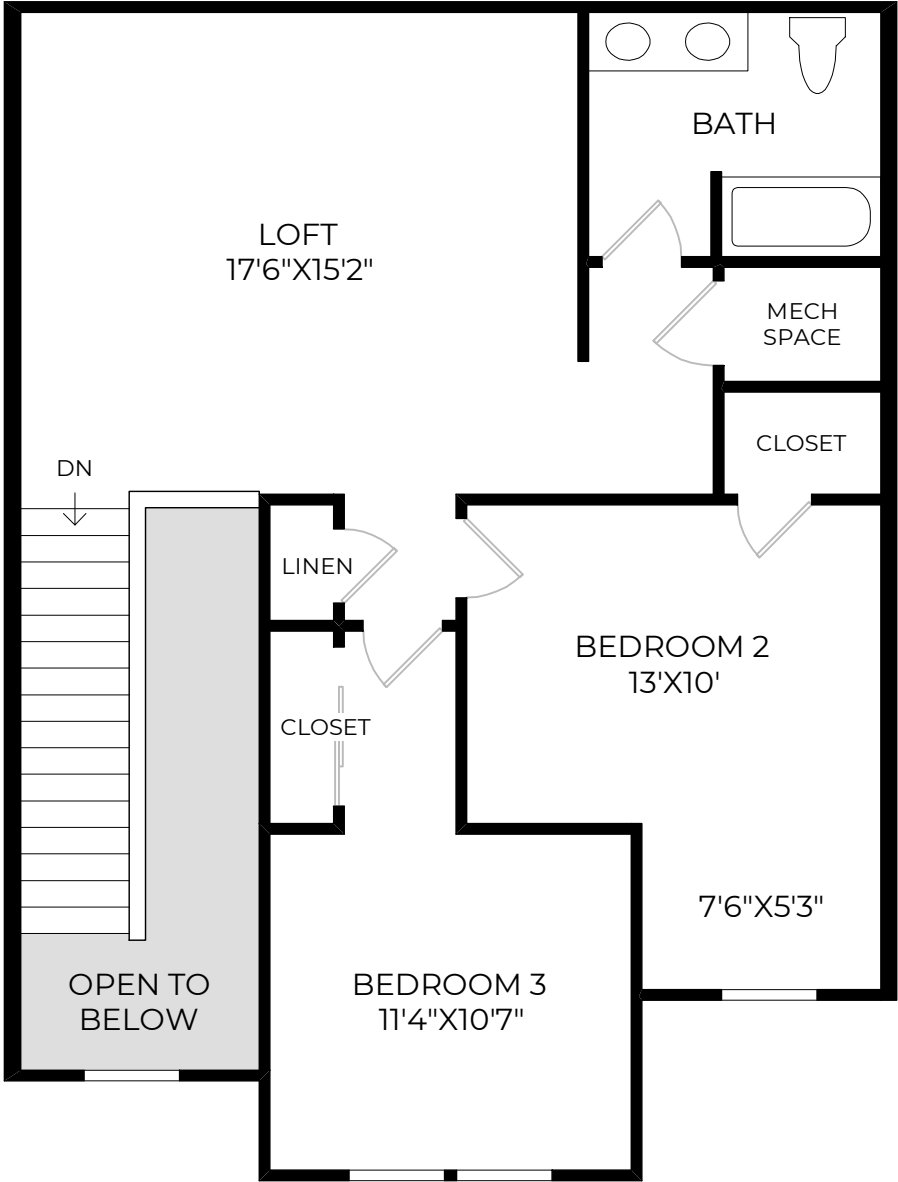 BATH
LOFT
17'6"X15'2"
MECH
SPACE
CLOSET
DN
LINEN
BEDROOM 2
13'X10'
CLOSET
7'6"X5'3"
OPEN TO
BELOW
BEDROOM 3
11'4"X10'7"